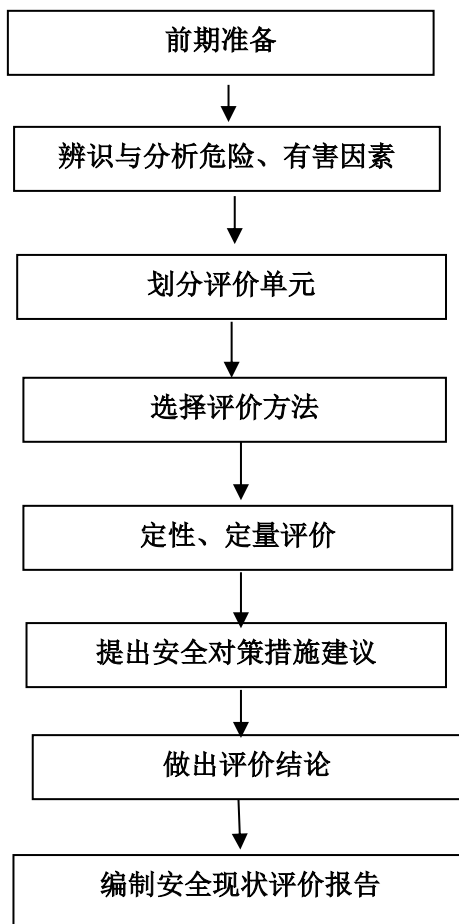 前期准备
辨识与分析危险、有害因素
划分评价单元
选择评价方法
定性、定量评价
提出安全对策措施建议
做出评价结论
编制安全现状评价报告